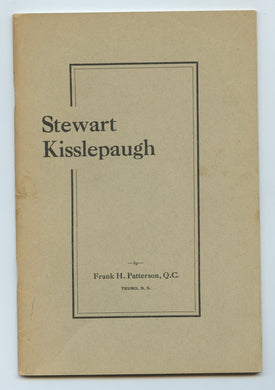 Stewart
Kisslepaugh
—by—
Frank H. Patterson, Q.C.
TRURO, N. S.